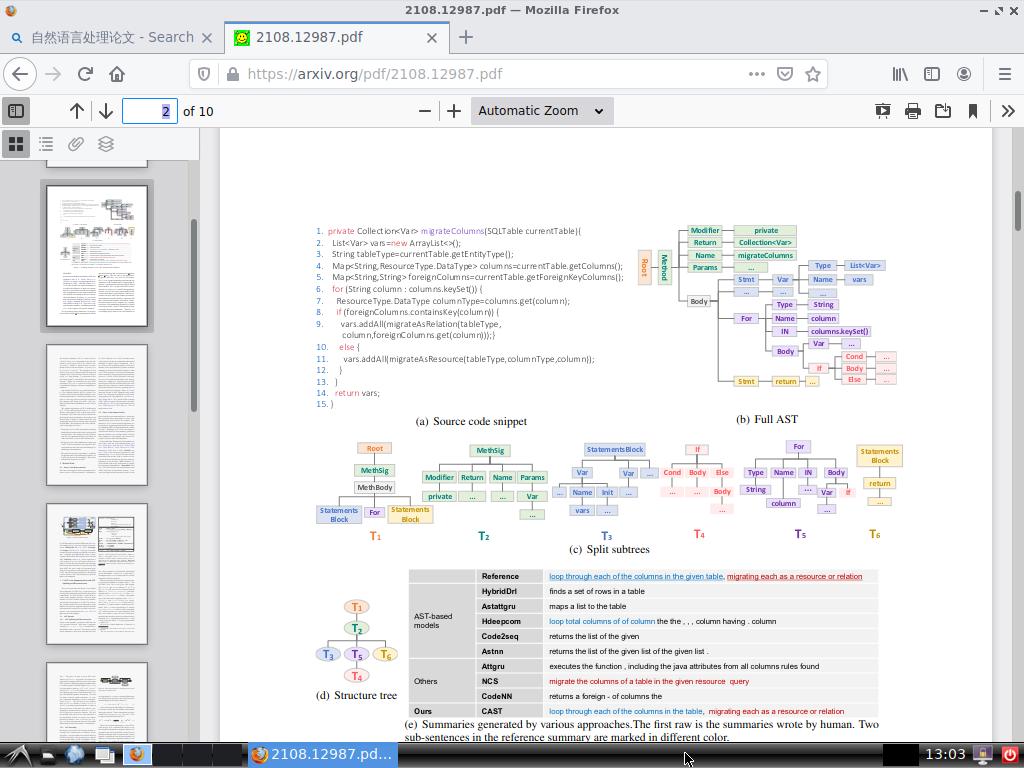 2108.12987.pdf — Mozilla Firefox
自然语言处理论文 - Search
2108.12987.pdf
https://arxiv.org/pdf/2108.12987.pdf
2 of 10
Automatic Zoom
1. private Collection<Var> migrateColumns(SQLTable currentTable){
2. List<Var> vars=new ArrayList<>();
3. String tableType=currentTable.getEntityType();
4. Map<String,Resource Type.DataType> columns=currentTable.getColumns();
5. Map<String,String> foreignColumns=currentTable.getForeignKeyColumns();
6. for (String column : columns.keySet()) {
7. ResourceType.DataType columnType=columns.get(column);
8. if (foreignColumns.containsKey(column)) {
9. vars.addAll(migrateAsRelation(tableType,
column,foreignColumns.get(column)));}
10. else {
11. vars.addAll(migrateAsResource(tableType,columnType,column);
12. }
13. }
14. return vars;
15. }
(a) Source code snippet
Root
Method
Modifier private
Return Collection<Var>
Name migrateColumns
Params ...
Body
Stmt Var Type List<Var>
Name vars
... ... ...
For Type String
Name column
IN columns.keySet()
Body Var ...
If Cond ...
Body ...
Else ...
Stmt return ...
(b) Full AST
Root
MethSig
MethBody
Statements Block For Statements Block
T1
MethSig
Modifier Return Name Params
private ... ... Var
...
T2
StatementsBlock
Var Var ...
... Name Init ... ...
vars ...
T3
If
Cond Body Else
... ... Body
...
T4
For
Type Name IN Body
String ... Var If
column ...
T5
Statements
Block
return
...
T6
(c) Split subtrees
T1
T2
T3 T5 T6
T4
(d) Structure tree
Reference loop through each of the columns in the given table, migrating each as a resource or relation
AST-based models
HybridDrl finds a set of rows in a table
Astattgru maps a list to the table
Hdeepcom loop total columns of of column the the , , , column having . column
Code2seq returns the list of the given
Astnn returns the list of the given list of the given list .
Others
Attgru executes the function , including the java attributes from all columns rules found
NCS migrate the columns of a table in the given resource query
CodeNN returns a foreign - of columns the
Ours CAST loop through each of the columns in the table, migrating each as a resource or relation
(e) Summaries generated by various approaches.The first raw is the summaries wrote by human. Two
sub-sentences in the reference summary are marked in different color.
2108.12987.pd...
13:03